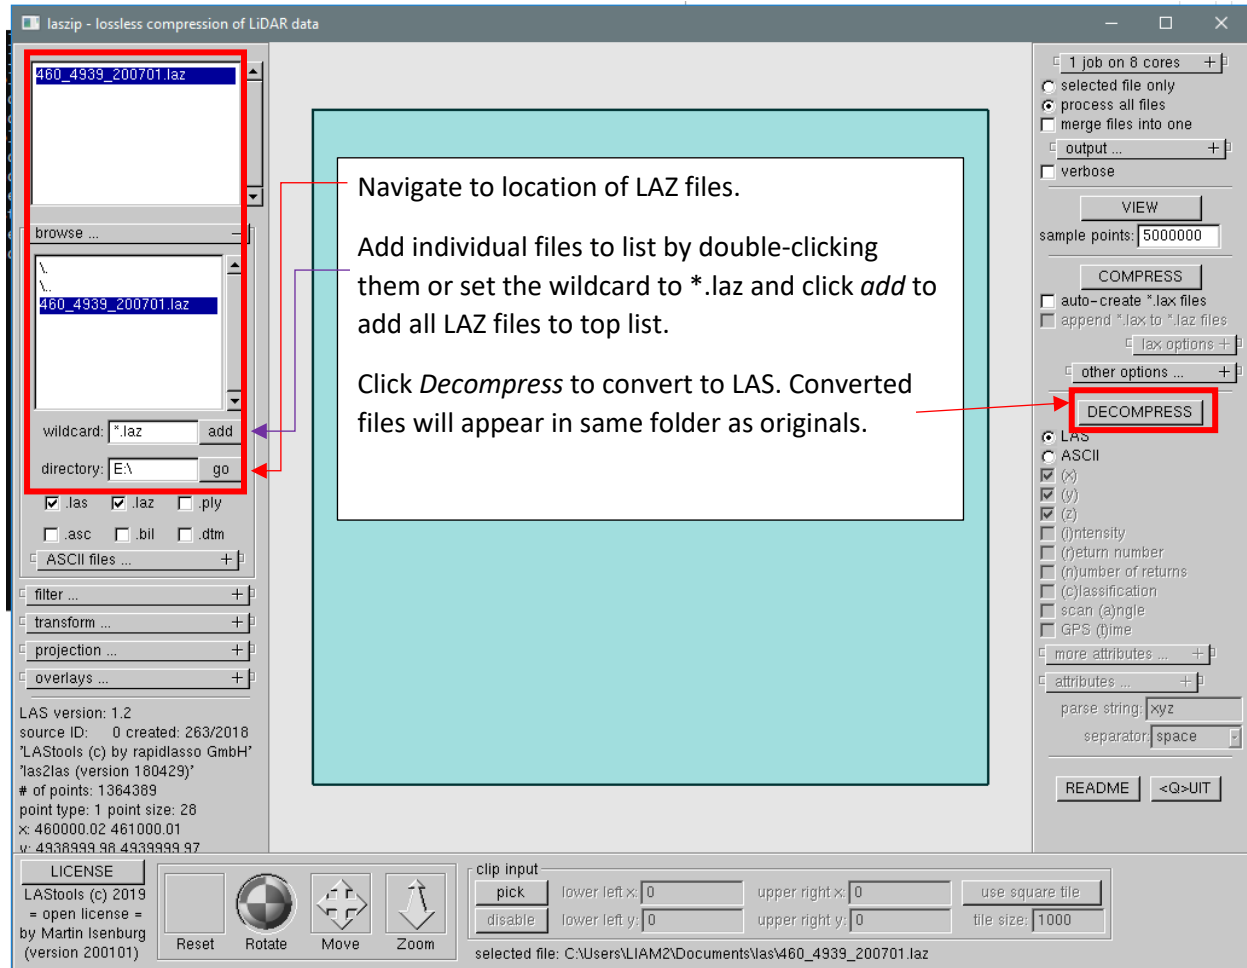 laszip - lossless compression of LiDAR data
460_4939_200701.laz
browse ...
\.
\..
460_4939_200701.laz
wildcard: *.laz add
directory: E:\ go
.las .laz .ply
.asc .bil .dtm
ASCII files ... +
filter ... +
transform ... +
projection ... +
overlays ... +
LAS version: 1.2
source ID: 0 created: 263/2018
'LAStools (c) by rapidlasso GmbH'
'las2las (version 180429)'
# of points: 1364389
point type: 1 point size: 28
x: 460000.02 461000.01
y: 4938999.98 4939999.97
Navigate to location of LAZ files.
Add individual files to list by double-clicking
them or set the wildcard to *.laz and click add to
add all LAZ files to top list.
Click Decompress to convert to LAS. Converted
files will appear in same folder as originals.
1 job on 8 cores +
selected file only
process all files
merge files into one
output ... +
verbose
VIEW
sample points: 5000000
COMPRESS
auto-create *.lax files
append *.lax to *.laz files
lax options +
other options ... +
DECOMPRESS
LAS
ASCII
(x)
(y)
(z)
(i)ntensity
(r)eturn number
(n)umber of returns
(c)lassification
scan (a)ngle
GPS (t)ime
more attributes ... +
attributes ... +
parse string: xyz
separator: space
README <Q>UIT
LICENSE
LAStools (c) 2019
= open license =
by Martin Isenburg
(version 200101)
Reset Rotate Move Zoom
clip input
pick lower left x: 0 upper right x: 0 use square tile
disable lower left y: 0 upper right y: 0 tile size: 1000
selected file: C:\Users\LIAM2\Documents\las\460_4939_200701.laz